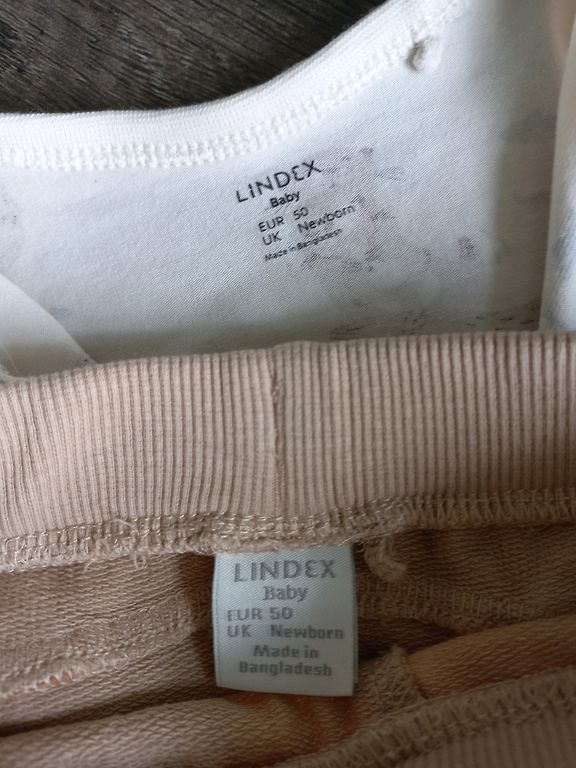 LINDEX
Baby
EUR 50
UK Newborn
Made in Bangladesh
LINDEX
Baby
EUR 50
UK Newborn
Made in
Bangladesh